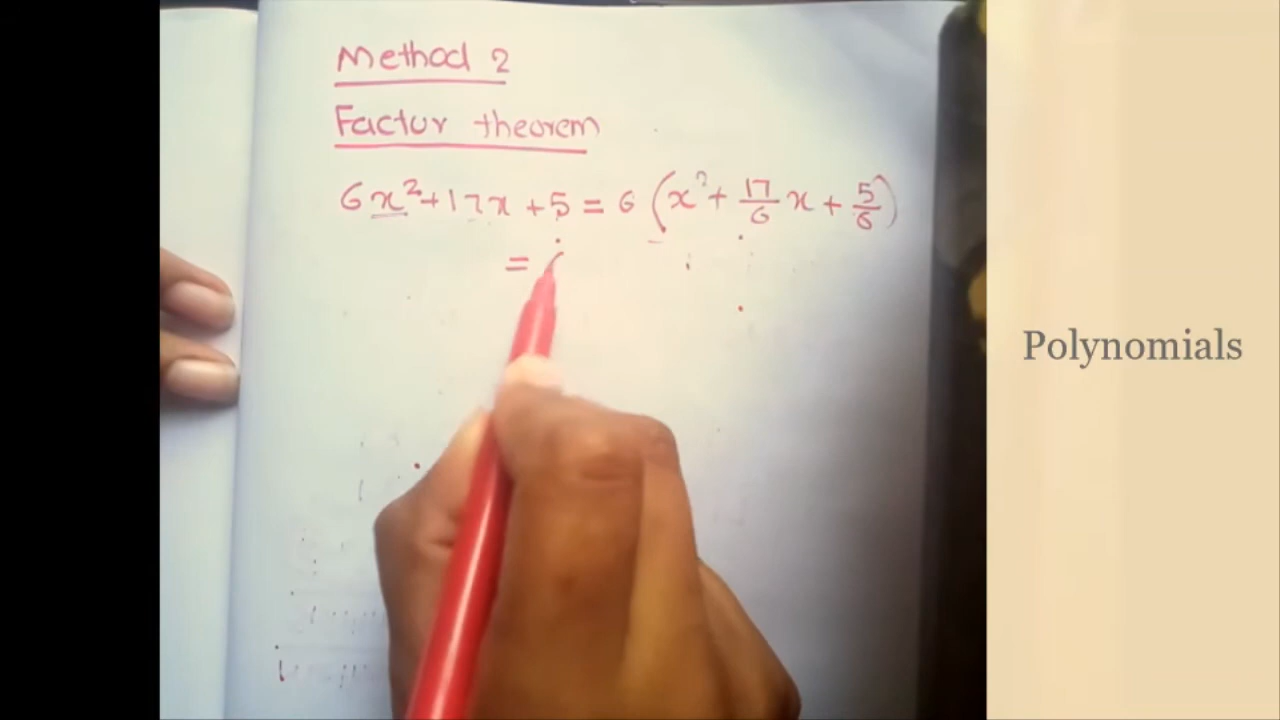 Method 2
Factor theorem
6x²+17x+5 = 6 (x²+ 17/6 x + 5/6)
=
Polynomials